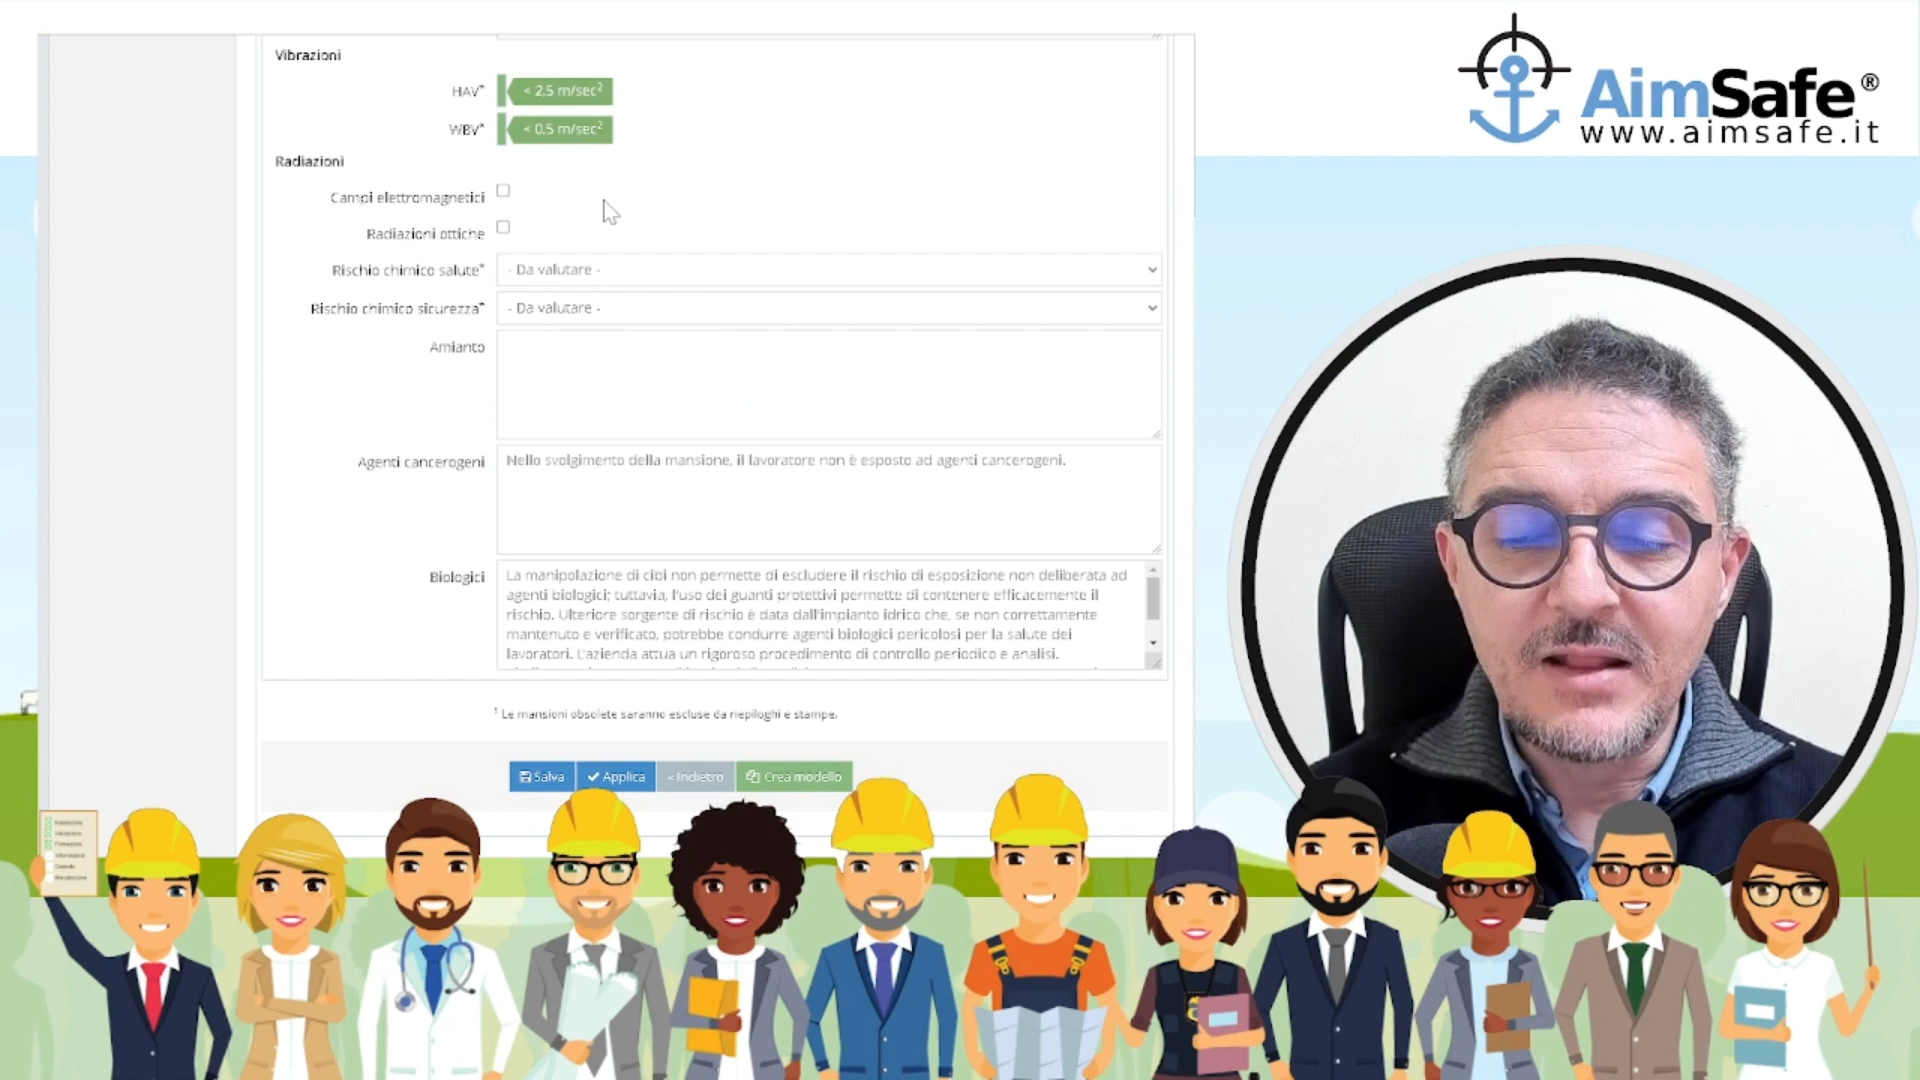 AimSafe®
www.aimsafe.it
Vibrazioni
HAV*
< 2,5 m/sec²
WBV*
< 0,5 m/sec²
Radiazioni
Campi elettromagnetici
Radiazioni ottiche
Rischio chimico salute*
- Da valutare -
Rischio chimico sicurezza*
- Da valutare -
Amianto
Agenti cancerogeni
Nello svolgimento della mansione, il lavoratore non è esposto ad agenti cancerogeni.
Biologici
La manipolazione di cibi non permette di escludere il rischio di esposizione non deliberata ad
agenti biologici; tuttavia, l'uso dei guanti protettivi permette di contenere efficacemente il
rischio. Ulteriore sorgente di rischio è data dall'impianto idrico che, se non correttamente
mantenuto e verificato, potrebbe condurre agenti biologici pericolosi per la salute dei
lavoratori. L'azienda attua un rigoroso procedimento di controllo periodico e analisi.
¹ Le mansioni obsolete saranno escluse da riepiloghi e stampe.
Salva
Applica
« Indietro
Crea modello